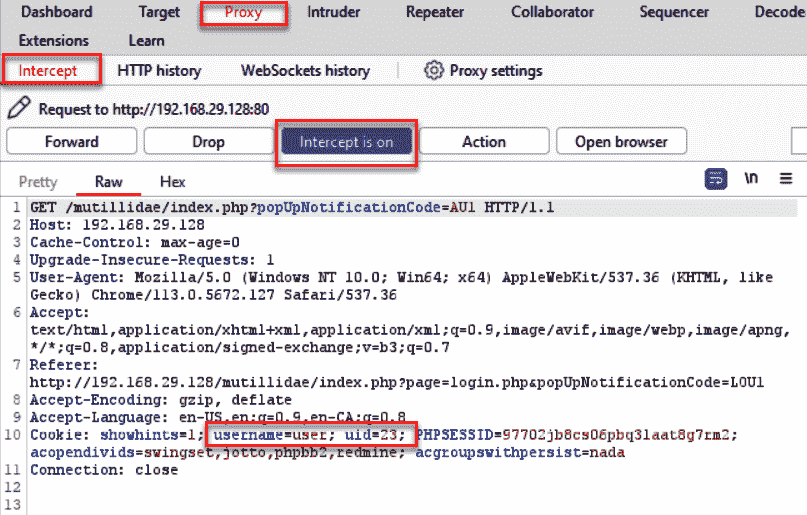 Dashboard Target Proxy Intruder Repeater Collaborator Sequencer Decode
Extensions Learn
Intercept HTTP history WebSockets history Proxy settings
Request to http://192.168.29.128:80
Forward Drop Intercept is on Action Open browser
Pretty Raw Hex \n
1 GET /mutillidae/index.php?popUpNotificationCode=AU1 HTTP/1.1
2 Host: 192.168.29.128
3 Cache-Control: max-age=0
4 Upgrade-Insecure-Requests: 1
5 User-Agent: Mozilla/5.0 (Windows NT 10.0; Win64; x64) AppleWebKit/537.36 (KHTML, like
Gecko) Chrome/113.0.5672.127 Safari/537.36
6 Accept:
text/html,application/xhtml+xml,application/xml;q=0.9,image/avif,image/webp,image/apng,
*/*;q=0.8,application/signed-exchange;v=b3;q=0.7
7 Referer:
http://192.168.29.128/mutillidae/index.php?page=login.php&popUpNotificationCode=LOU1
8 Accept-Encoding: gzip, deflate
9 Accept-Language: en-US,en;q=0.9,en-CA;q=0.8
10 Cookie: showhints=1; username=user; uid=23; PHPSESSID=97702jb8cs06pbq31aat8g7rm2;
acopendivids=swingset,jotto,phpbb2,redmine; acgroupswithpersist=nada
11 Connection: close
12
13